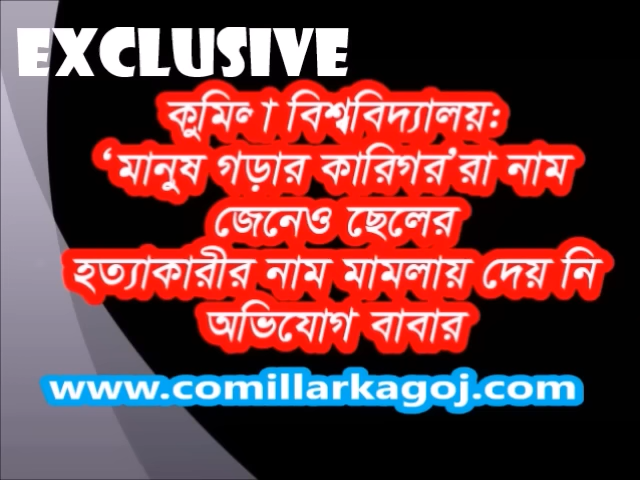 EXCLUSIVE
কুমিল্লা বিশ্ববিদ্যালয়:
‘মানুষ গড়ার কারিগর’রা নাম
জেনেও ছেলের
হত্যাকারীর নাম মামলায় দেয় নি
অভিযোগ বাবার
www.comillarkagoj.com